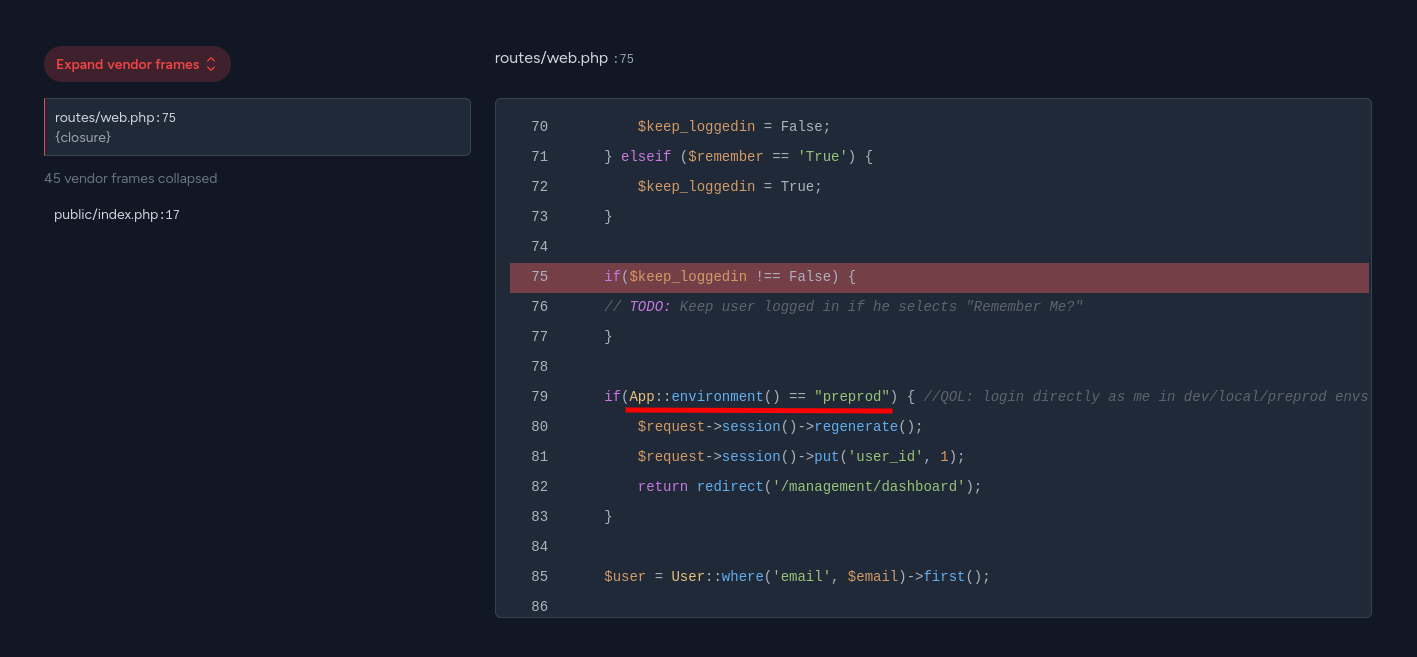 Expand vendor frames
routes/web.php:75
{closure}
45 vendor frames collapsed
public/index.php:17
routes/web.php :75
70 $keep_loggedin = False;
71 } elseif ($remember == 'True') {
72 $keep_loggedin = True;
73 }
74
75 if($keep_loggedin !== False) {
76 // TODO: Keep user logged in if he selects "Remember Me?"
77 }
78
79 if(App::environment() == "preprod") { //QOL: login directly as me in dev/local/preprod envs
80 $request->session()->regenerate();
81 $request->session()->put('user_id', 1);
82 return redirect('/management/dashboard');
83 }
84
85 $user = User::where('email', $email)->first();
86